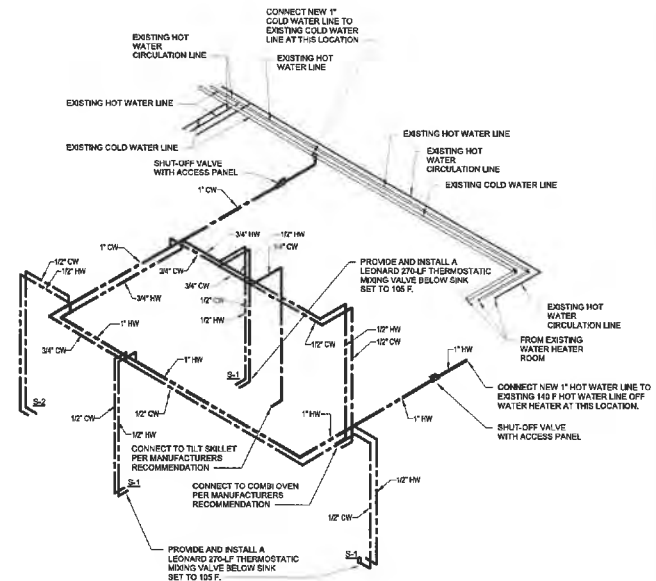 CONNECT NEW 1"
COLD WATER LINE TO
EXISTING COLD WATER
LINE AT THIS LOCATION
EXISTING HOT
WATER
CIRCULATION LINE
EXISTING HOT
WATER LINE
EXISTING HOT WATER LINE
EXISTING COLD WATER LINE
EXISTING HOT WATER LINE
EXISTING HOT
WATER
CIRCULATION LINE
EXISTING COLD WATER LINE
SHUT-OFF VALVE
WITH ACCESS PANEL
1" CW
3/4" HW
1/2" HW
3/4" CW
1" CW
3/4" CW
3/4" CW
1/2" CW
1/2" HW
1/2" CW
1/2" HW
3/4" HW
PROVIDE AND INSTALL A
LEONARD 270-LF THERMOSTATIC
MIXING VALVE BELOW SINK
SET TO 105 F.
EXISTING HOT
WATER
CIRCULATION LINE
FROM EXISTING
WATER HEATER
ROOM
1" HW
3/4" CW
1/2" CW
1/2" HW
1/2" CW
1" HW
1" HW
CONNECT NEW 1" HOT WATER LINE TO
EXISTING 140 F HOT WATER LINE OFF
WATER HEATER AT THIS LOCATION.
S-2
S-1
1/2" CW
1" HW
1" HW
SHUT-OFF VALVE
WITH ACCESS PANEL
1/2" CW
1/2" HW
CONNECT TO TILT SKILLET
PER MANUFACTURERS
RECOMMENDATION
S-1
CONNECT TO COMBI OVEN
PER MANUFACTURERS
RECOMMENDATION
1/2" HW
1/2" CW
PROVIDE AND INSTALL A
LEONARD 270-LF THERMOSTATIC
MIXING VALVE BELOW SINK
SET TO 105 F.
S-1